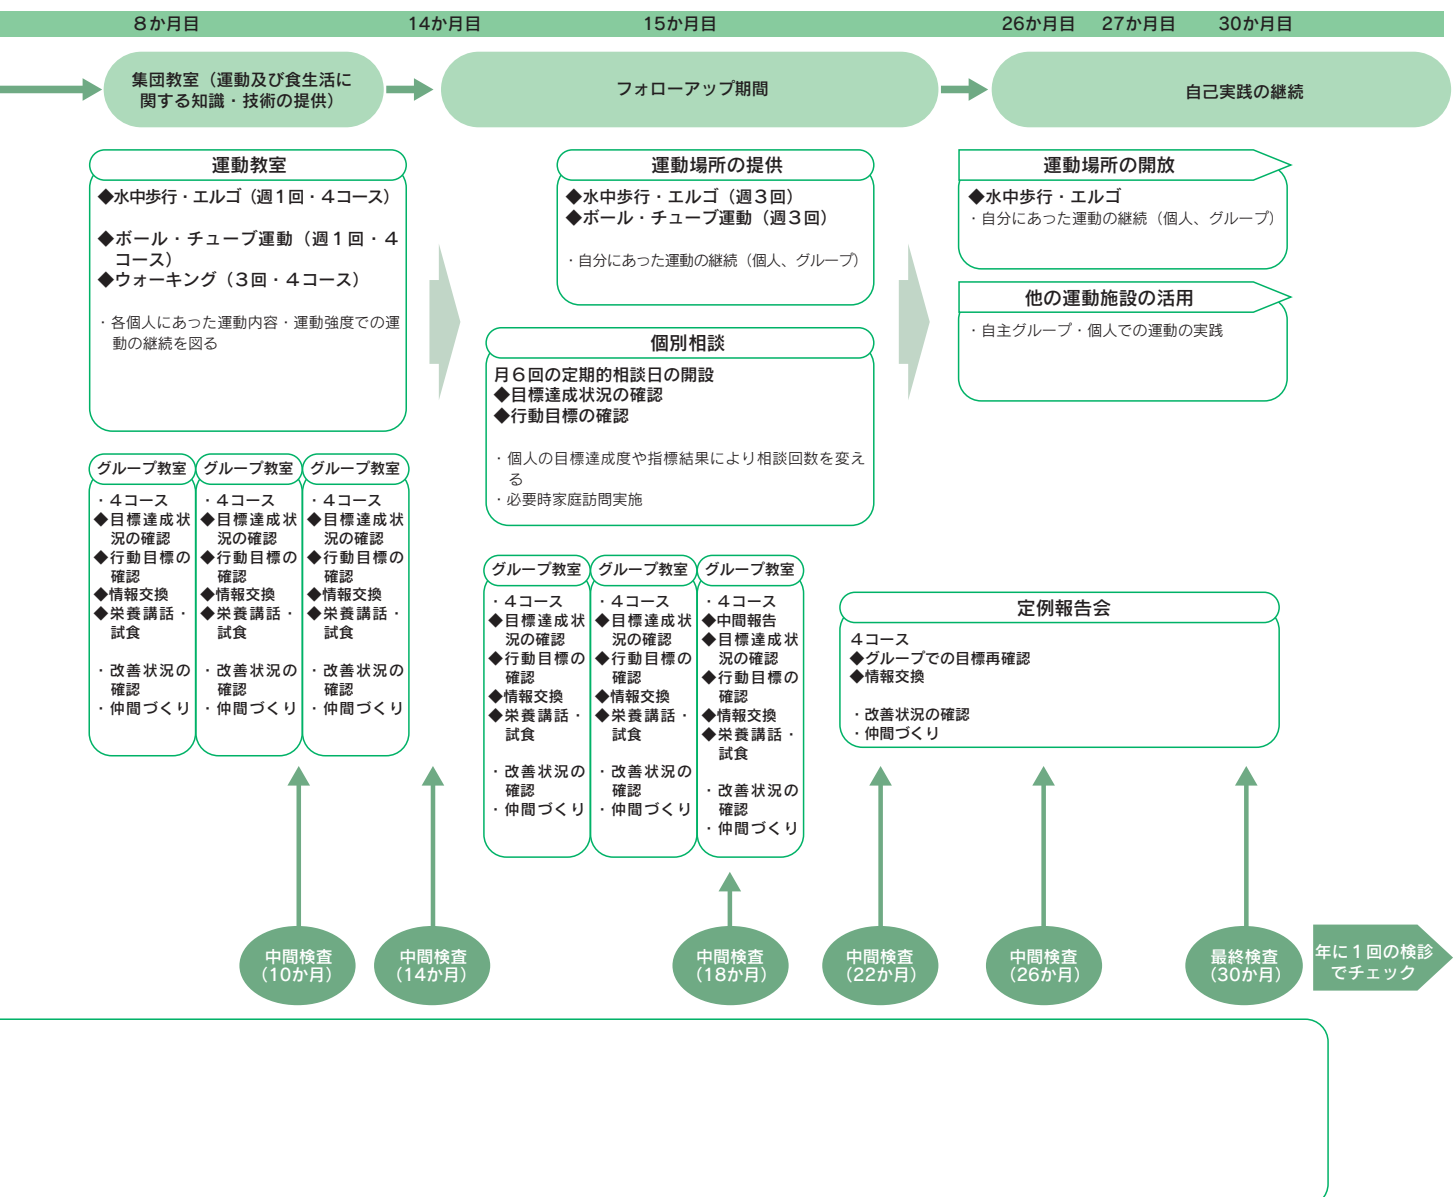 8か月目
14か月目
15か月目
26か月目
27か月目
30か月目
集団教室（運動及び食生活に
関する知識・技術の提供）
フォローアップ期間
自己実践の継続
運動教室
◆水中歩行・エルゴ（週１回・４コース）
◆ボール・チューブ運動（週１回・４
コース）
◆ウォーキング（３回・４コース）
・各個人にあった運動内容・運動強度での運
動の継続を図る
運動場所の提供
◆水中歩行・エルゴ（週３回）
◆ボール・チューブ運動（週３回）
・自分にあった運動の継続（個人、グループ）
運動場所の開放
◆水中歩行・エルゴ
・自分にあった運動の継続（個人、グループ）
他の運動施設の活用
・自主グループ・個人での運動の実践
個別相談
月６回の定期的相談日の開設
◆目標達成状況の確認
◆行動目標の確認
・個人の目標達成度や指標結果により相談回数を変え
る
・必要時家庭訪問実施
グループ教室
・４コース
◆目標達成状
況の確認
◆行動目標の
確認
◆情報交換
◆栄養講話・
試食
・改善状況の
確認
・仲間づくり
グループ教室
・４コース
◆目標達成状
況の確認
◆行動目標の
確認
◆情報交換
◆栄養講話・
試食
・改善状況の
確認
・仲間づくり
グループ教室
・４コース
◆目標達成状
況の確認
◆行動目標の
確認
◆情報交換
◆栄養講話・
試食
・改善状況の
確認
・仲間づくり
グループ教室
・４コース
◆目標達成状
況の確認
◆行動目標の
確認
◆情報交換
◆栄養講話・
試食
・改善状況の
確認
・仲間づくり
グループ教室
・４コース
◆目標達成状
況の確認
◆行動目標の
確認
◆情報交換
◆栄養講話・
試食
・改善状況の
確認
・仲間づくり
グループ教室
・４コース
◆中間報告
◆目標達成状
況の確認
◆行動目標の
確認
◆情報交換
◆栄養講話・
試食
・改善状況の
確認
・仲間づくり
定例報告会
４コース
◆グループでの目標再確認
◆情報交換
・改善状況の確認
・仲間づくり
中間検査
（10か月）
中間検査
（14か月）
中間検査
（18か月）
中間検査
（22か月）
中間検査
（26か月）
最終検査
（30か月）
年に１回の検診
でチェック